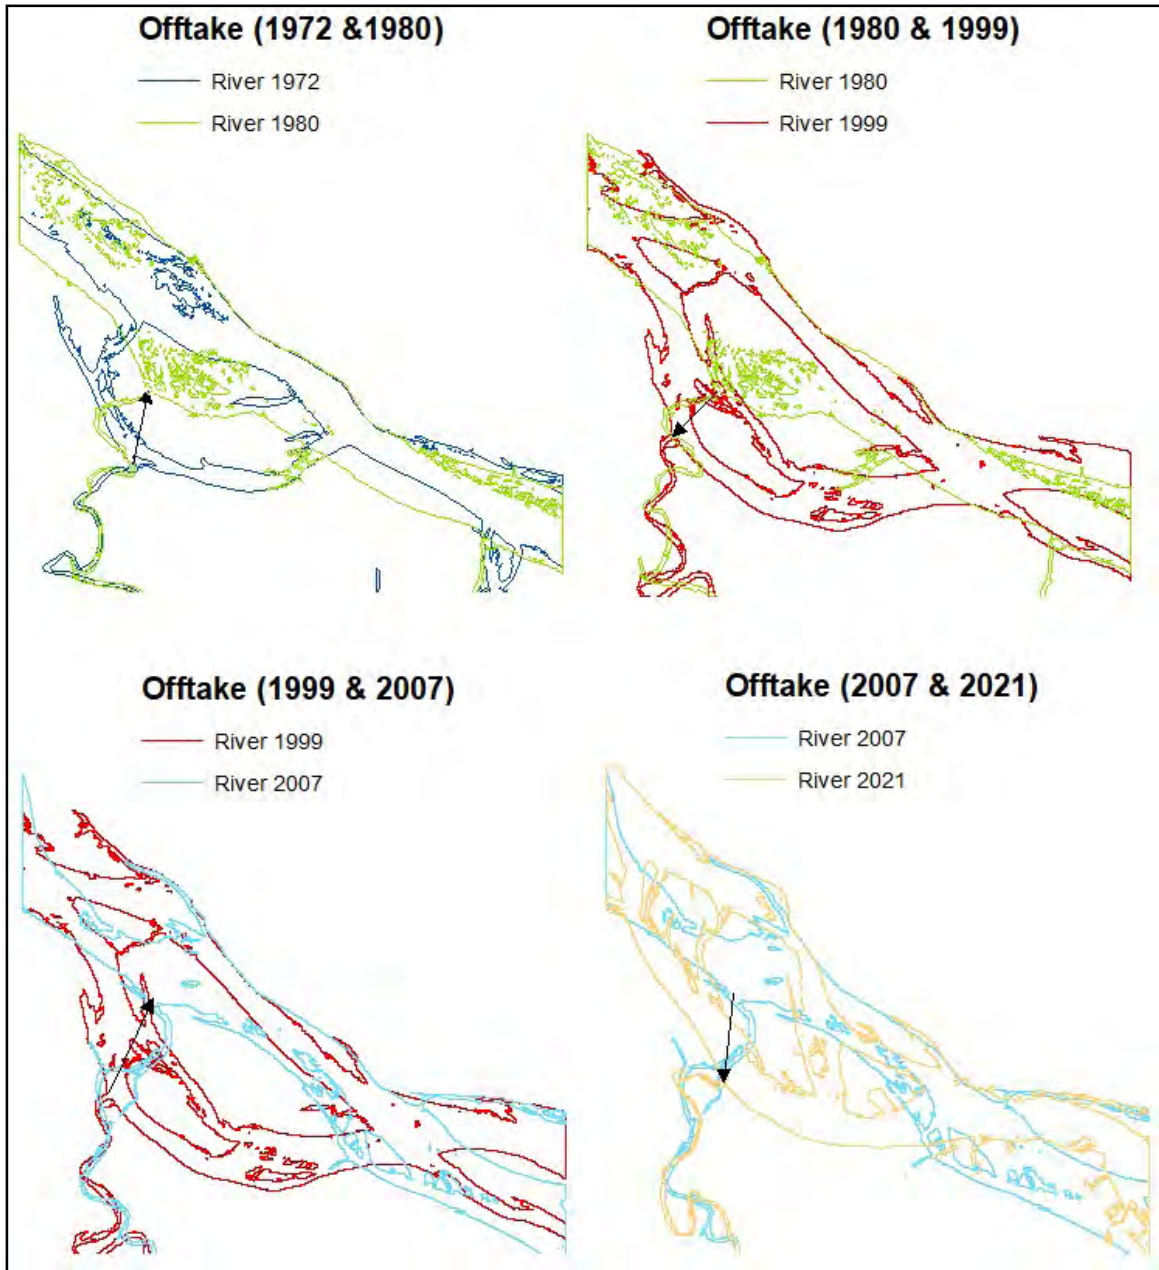 Offtake (1972 &1980)
River 1972
River 1980
Offtake (1980 & 1999)
River 1980
River 1999
Offtake (1999 & 2007)
River 1999
River 2007
Offtake (2007 & 2021)
River 2007
River 2021